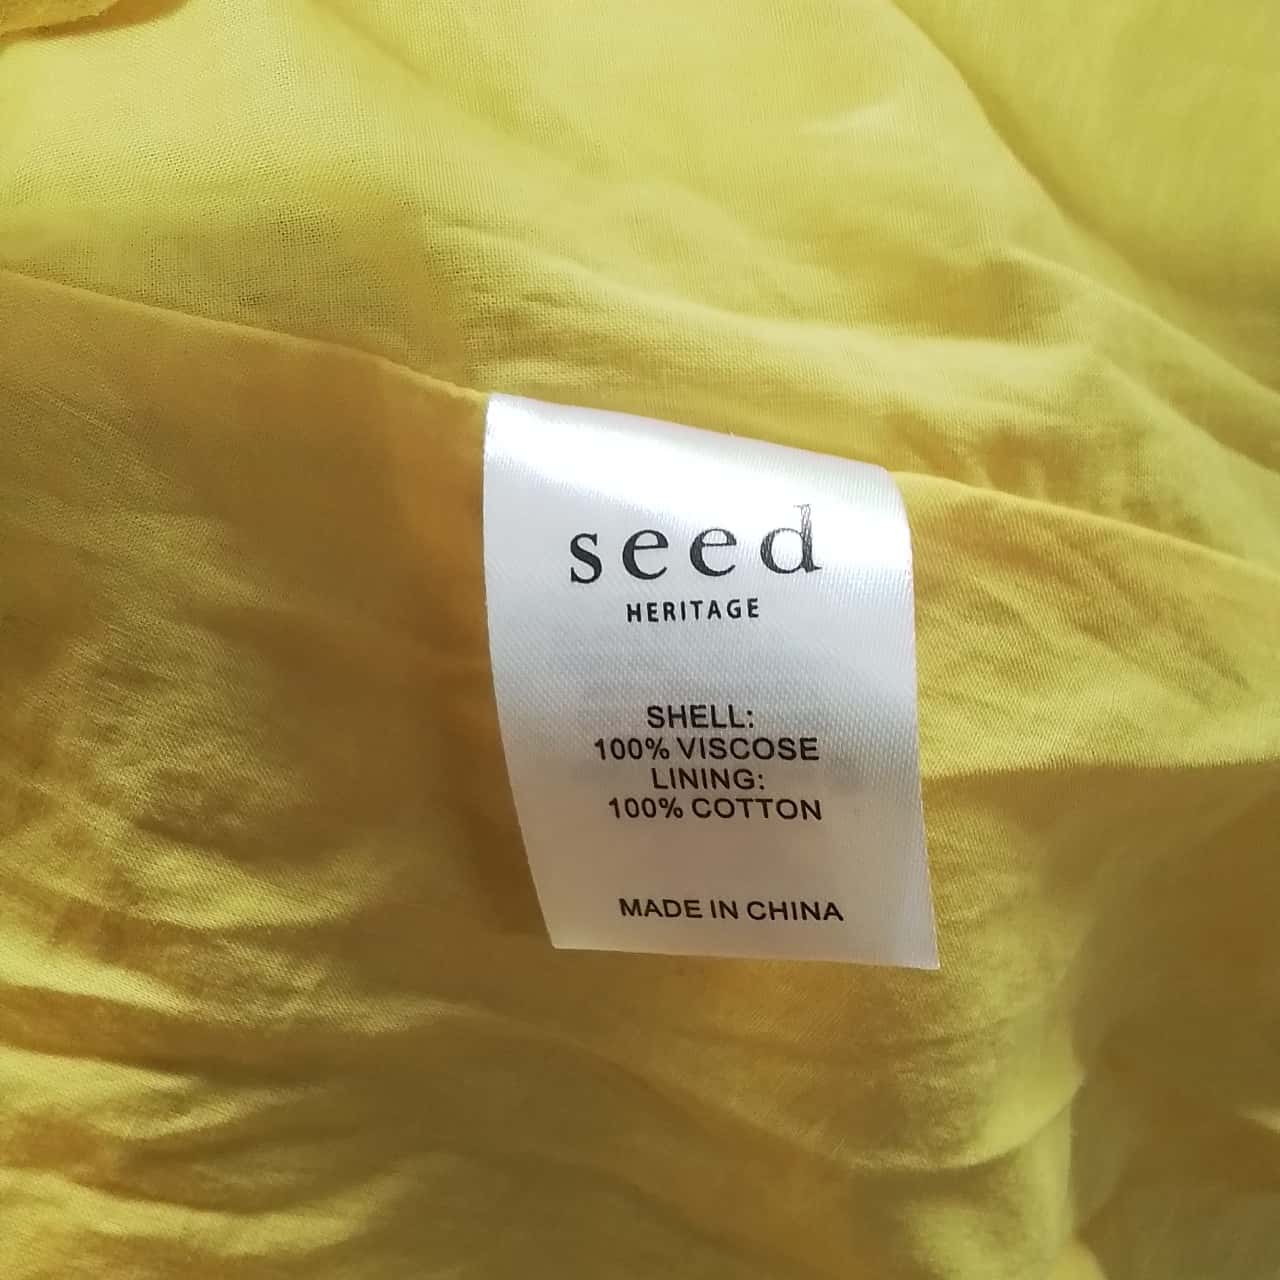 seed
HERITAGE
SHELL:
100% VISCOSE
LINING:
100% COTTON
MADE IN CHINA